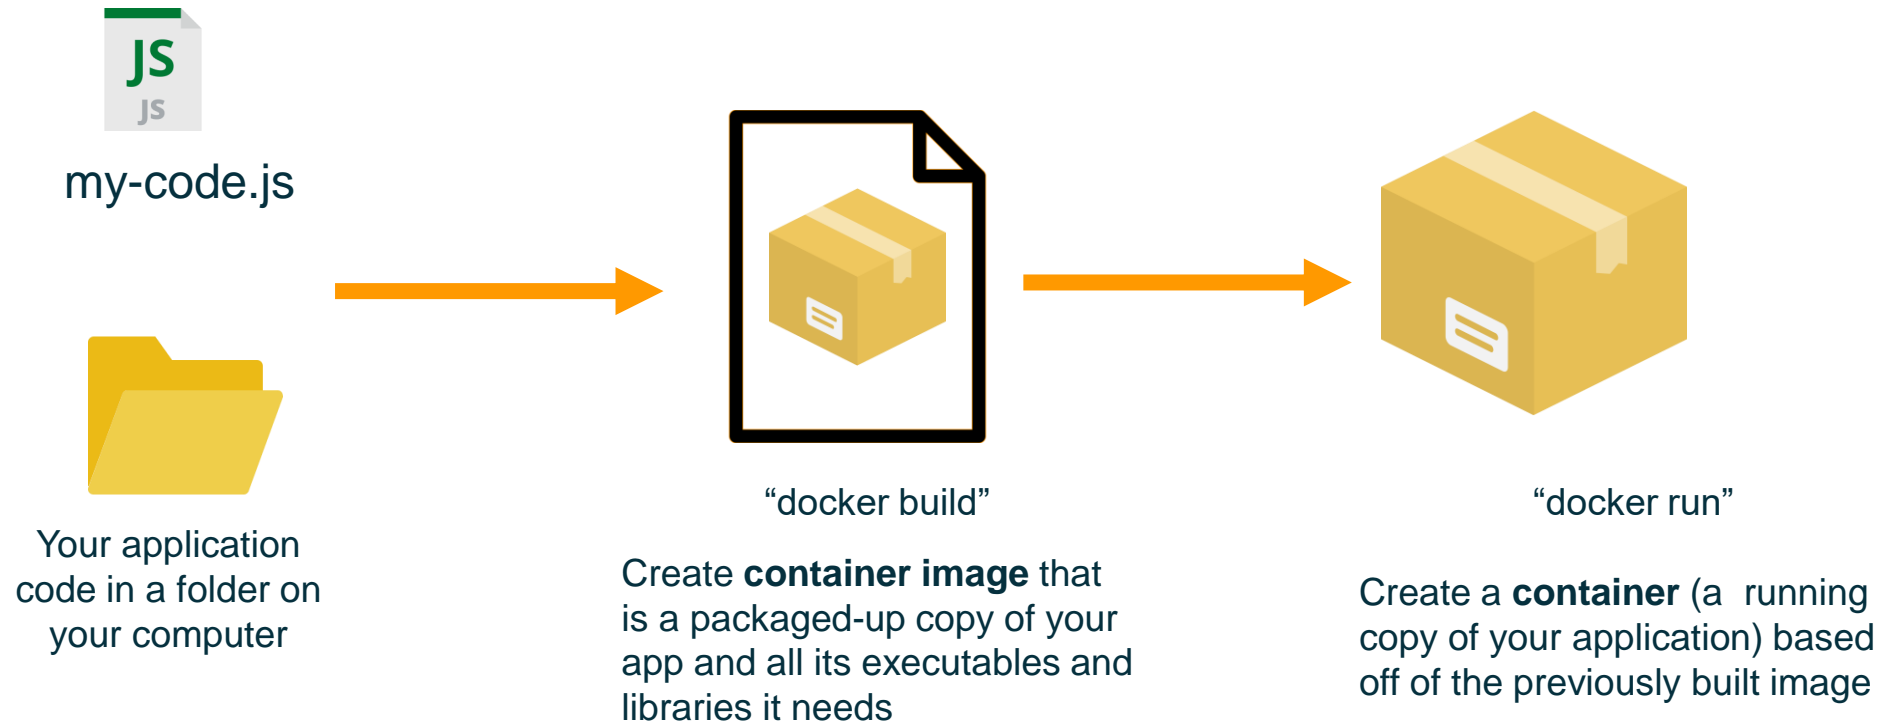 JS
JS
my-code.js
Your application
code in a folder on
your computer
“docker build”
Create container image that
is a packaged-up copy of your
app and all its executables and
libraries it needs
“docker run”
Create a container (a running
copy of your application) based
off of the previously built image